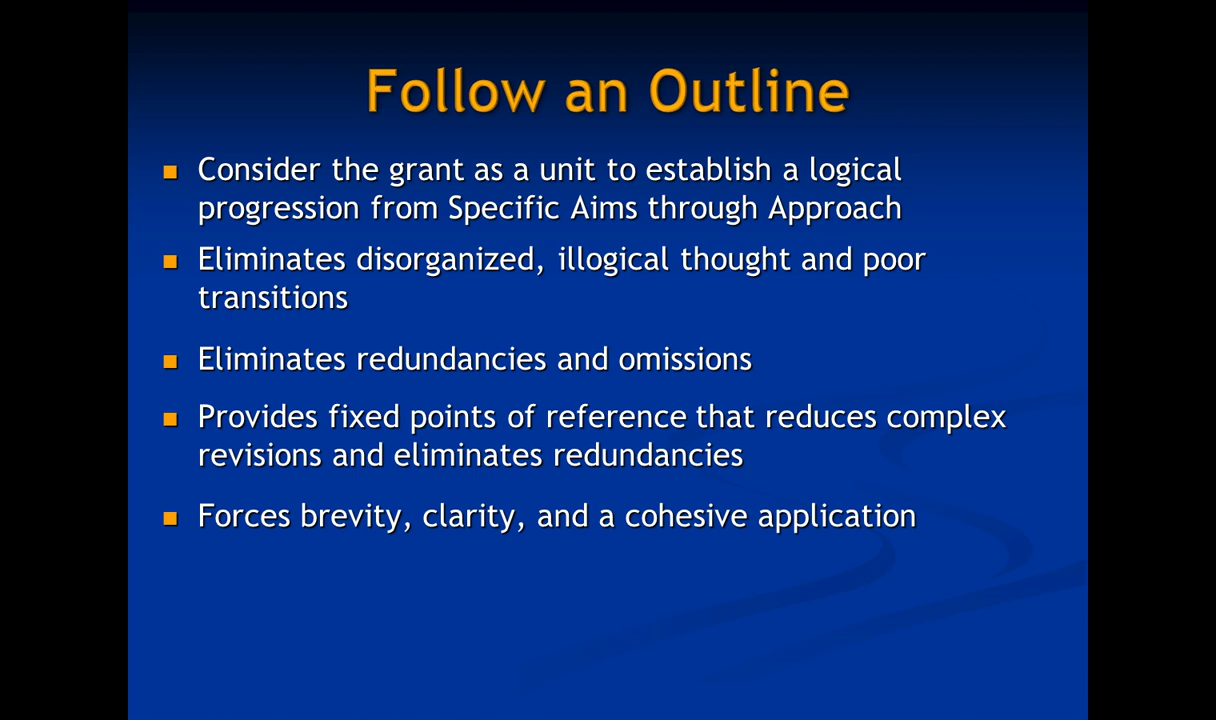 Follow an Outline
Consider the grant as a unit to establish a logical
progression from Specific Aims through Approach
Eliminates disorganized, illogical thought and poor
transitions
Eliminates redundancies and omissions
Provides fixed points of reference that reduces complex
revisions and eliminates redundancies
Forces brevity, clarity, and a cohesive application